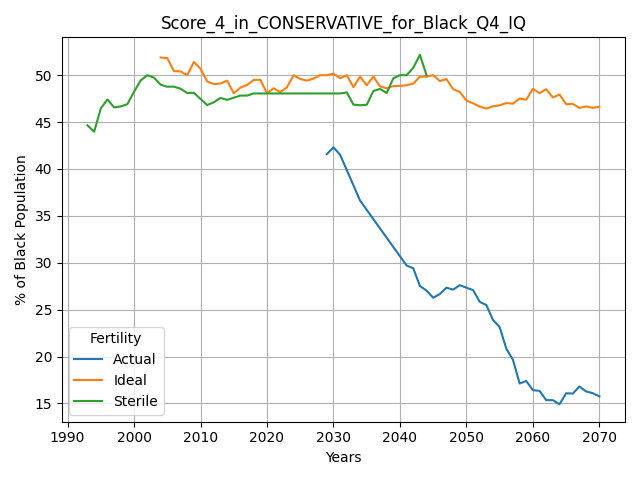 Score_4_in_CONSERVATIVE_for_Black_Q4_IQ
% of Black Population
50
45
40
35
30
25
20
15
Fertility
Actual
Ideal
Sterile
1990 2000 2010 2020 2030 2040 2050 2060 2070
Years